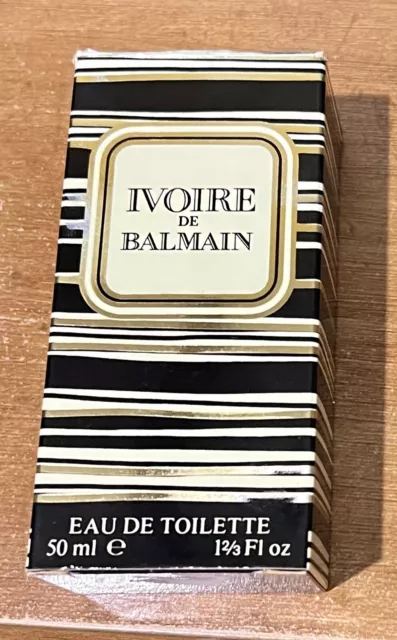 IVOIRE
DE
BALMAIN
EAU DE TOILETTE
50 ml ℮ 1⅔ Fl oz